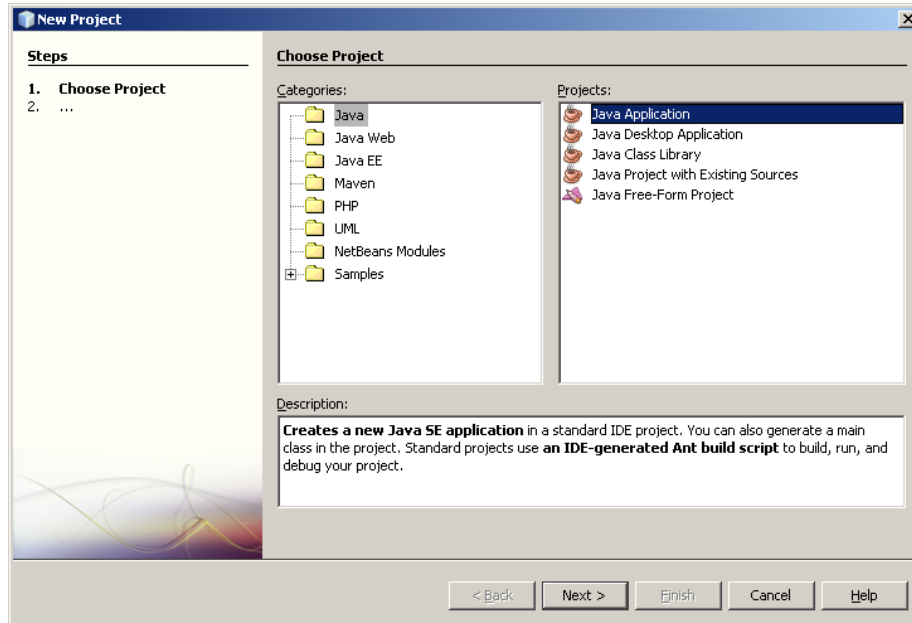 New Project
Steps
1. Choose Project
2. ...
Choose Project
Categories:
Java
Java Web
Java EE
Maven
PHP
UML
NetBeans Modules
Samples
Projects:
Java Application
Java Desktop Application
Java Class Library
Java Project with Existing Sources
Java Free-Form Project
Description:
Creates a new Java SE application in a standard IDE project. You can also generate a main
class in the project. Standard projects use an IDE-generated Ant build script to build, run, and
debug your project.
< Back
Next >
Finish
Cancel
Help